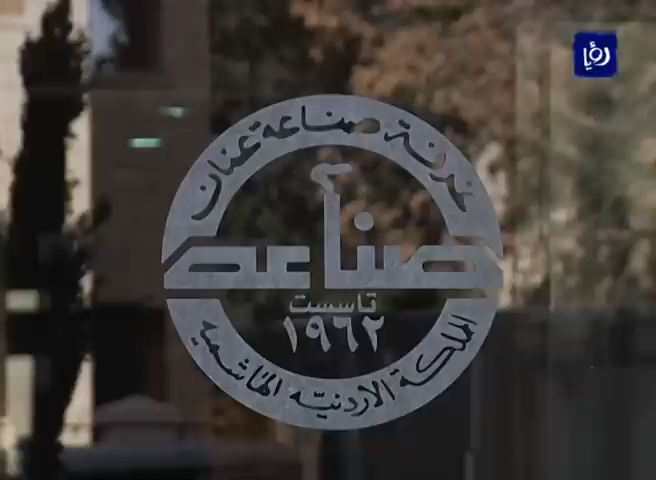 رؤيا
غرفة صناعة عمان
صناعة
تأسست
١٩٦٢
المملكة الاردنية الهاشمية